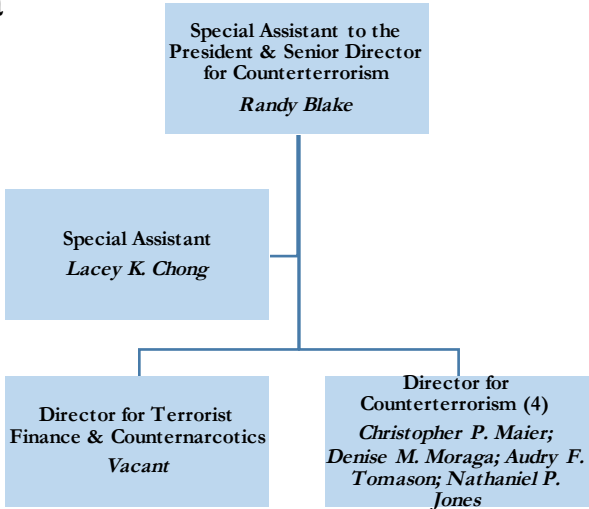 Special Assistant to the
President & Senior Director
for Counterterrorism
Randy Blake
Special Assistant
Lacey K. Chong
Director for Terrorist
Finance & Counternarcotics
Vacant
Director for
Counterterrorism (4)
Christopher P. Maier;
Denise M. Moraga; Audry F.
Tomason; Nathaniel P.
Jones